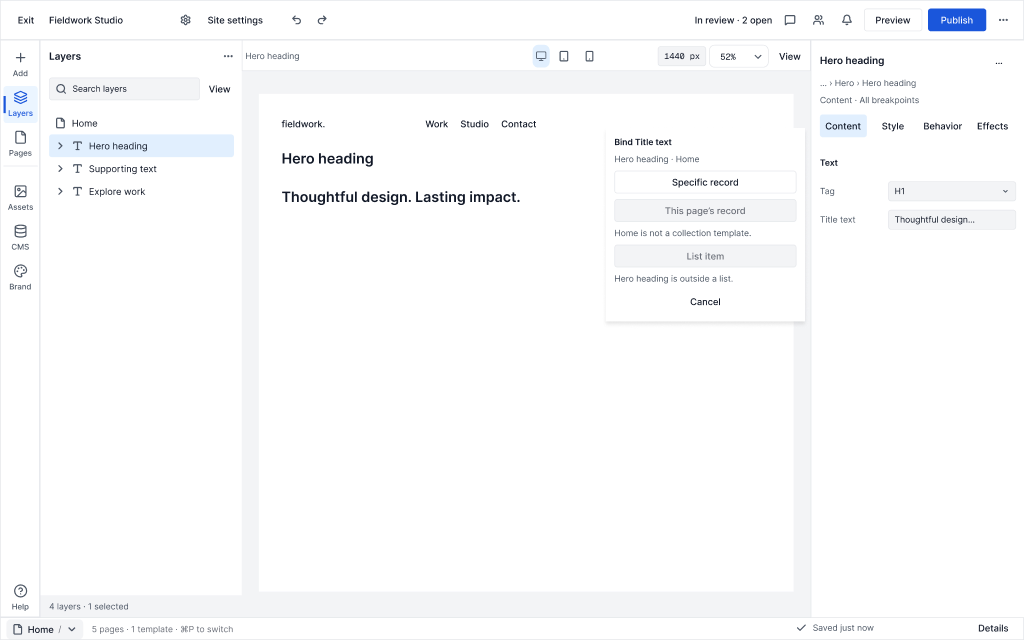 Exit
Fieldwork Studio
Site settings
In review · 2 open
Preview
Publish
Add
Layers
Pages
Assets
CMS
Brand
Help
Layers
Search layers
View
Home
Hero heading
Supporting text
Explore work
4 layers · 1 selected
Hero heading
1440 px
52%
View
fieldwork.
Work
Studio
Contact
Hero heading
Thoughtful design. Lasting impact.
Bind Title text
Hero heading · Home
Specific record
This page's record
Home is not a collection template.
List item
Hero heading is outside a list.
Cancel
Hero heading
... › Hero › Hero heading
Content · All breakpoints
Content
Style
Behavior
Effects
Text
Tag
H1
Title text
Thoughtful design...
Home /
5 pages · 1 template · ⌘P to switch
Saved just now
Details